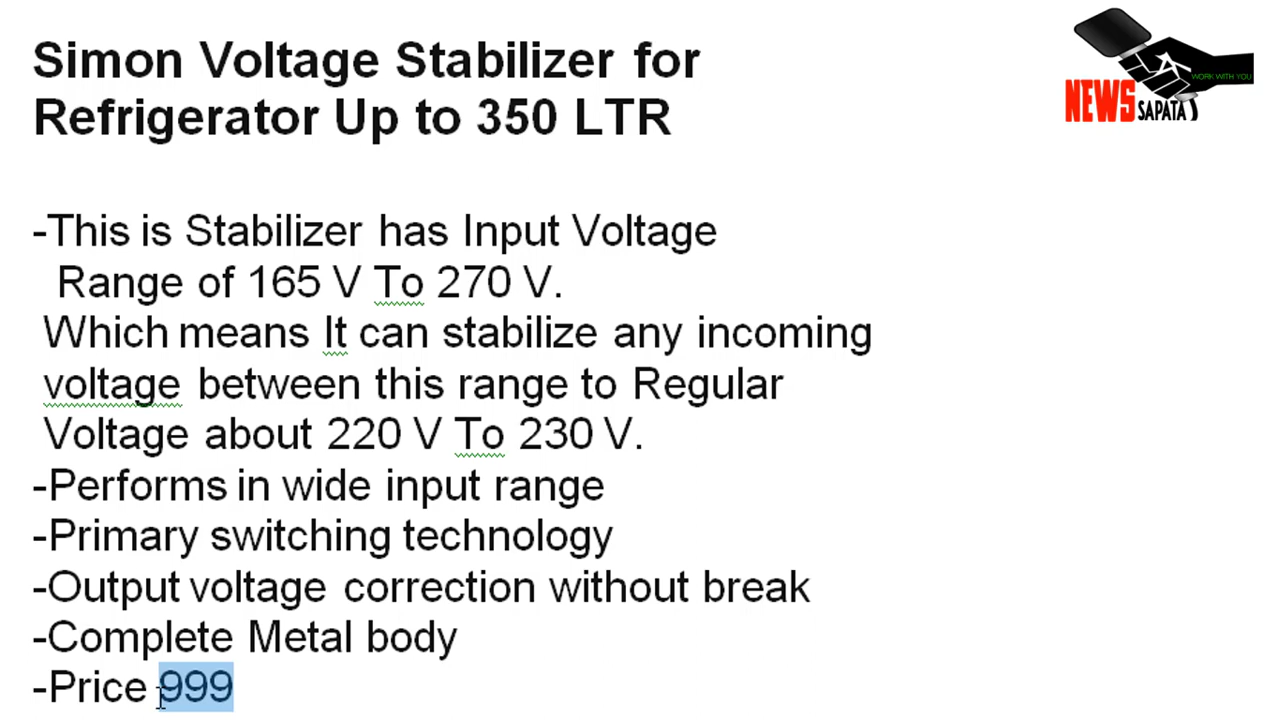 Simon Voltage Stabilizer for
Refrigerator Up to 350 LTR
WORK WITH YOU
NEWS SAPATA
-This is Stabilizer has Input Voltage
Range of 165 V To 270 V.
Which means It can stabilize any incoming
voltage between this range to Regular
Voltage about 220 V To 230 V.
-Performs in wide input range
-Primary switching technology
-Output voltage correction without break
-Complete Metal body
-Price 999